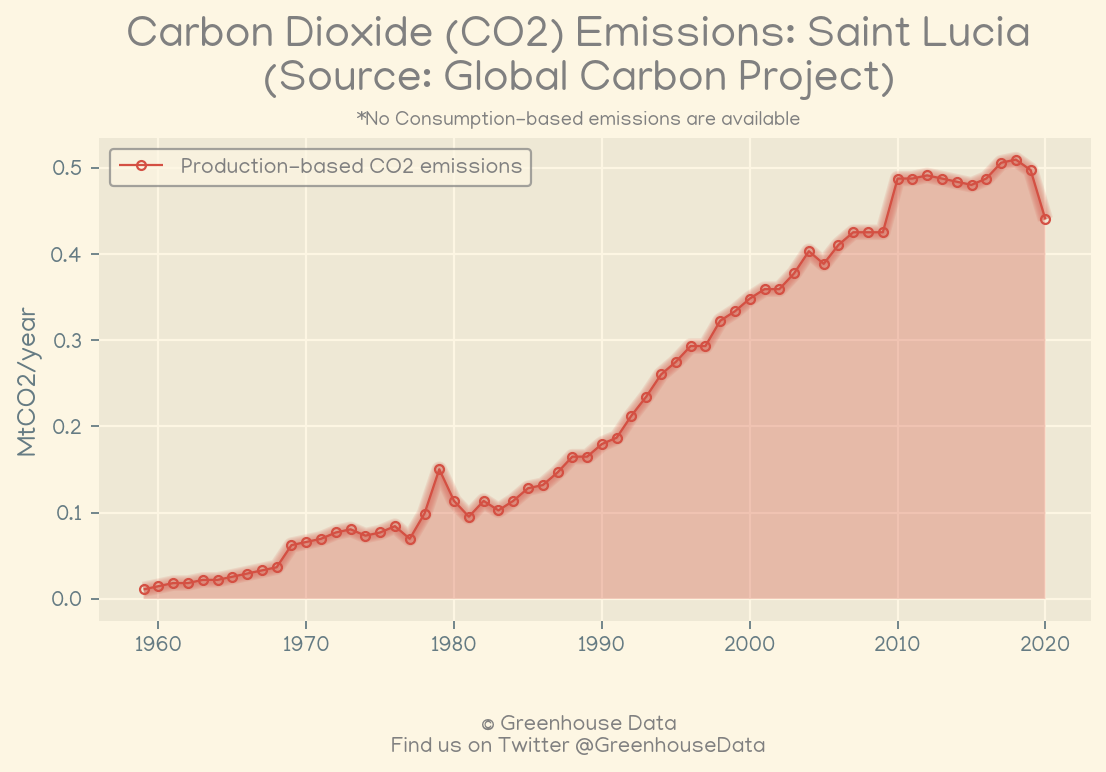 Carbon Dioxide (CO2) Emissions: Saint Lucia
(Source: Global Carbon Project)
*No Consumption-based emissions are available
Production-based CO2 emissions
MtCO2/year
0.5
0.4
0.3
0.2
0.1
0.0
1960 1970 1980 1990 2000 2010 2020
© Greenhouse Data
Find us on Twitter @GreenhouseData